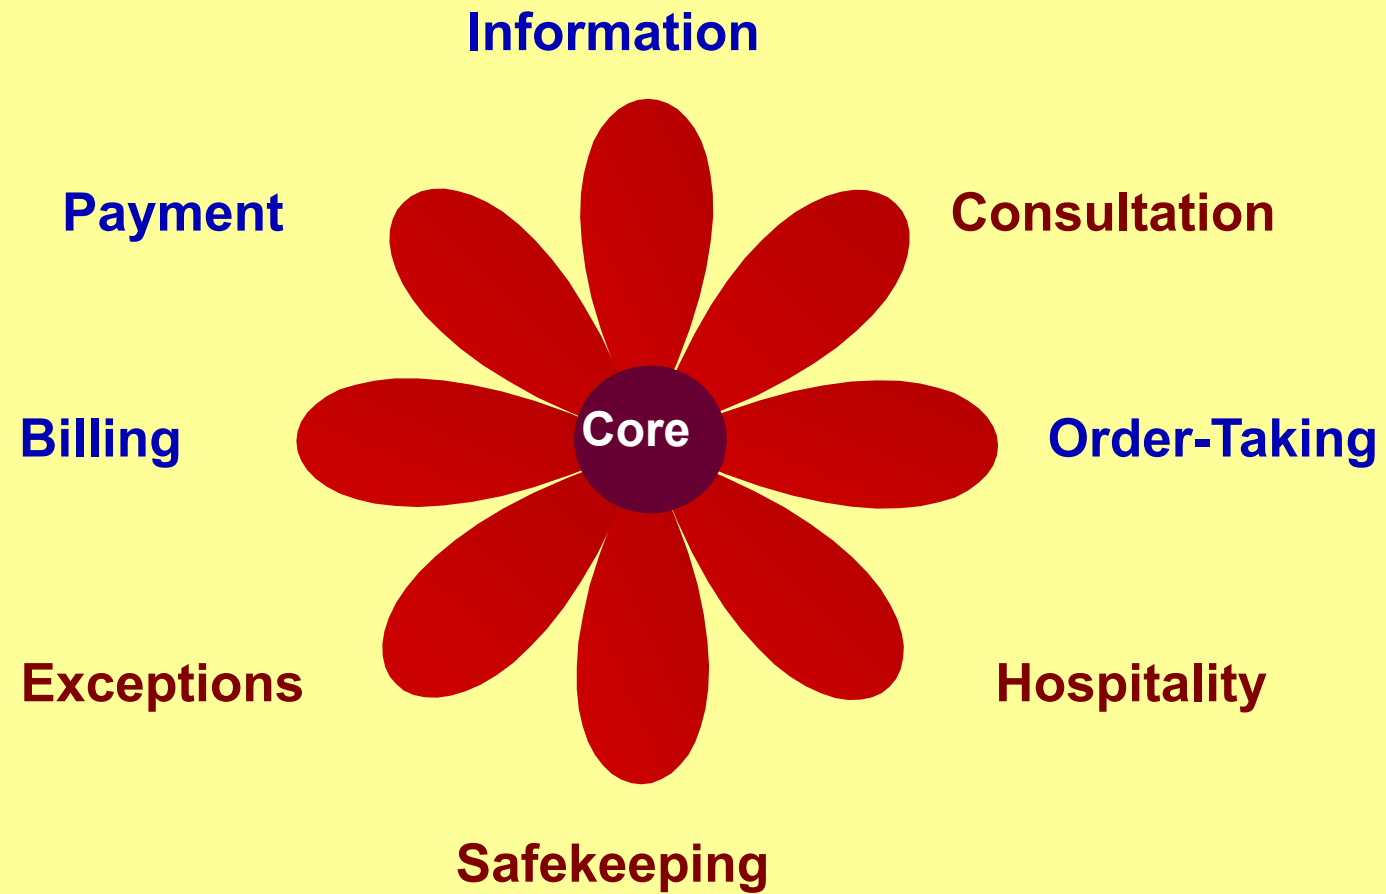 Information
Payment
Consultation
Core
Billing
Order-Taking
Exceptions
Hospitality
Safekeeping